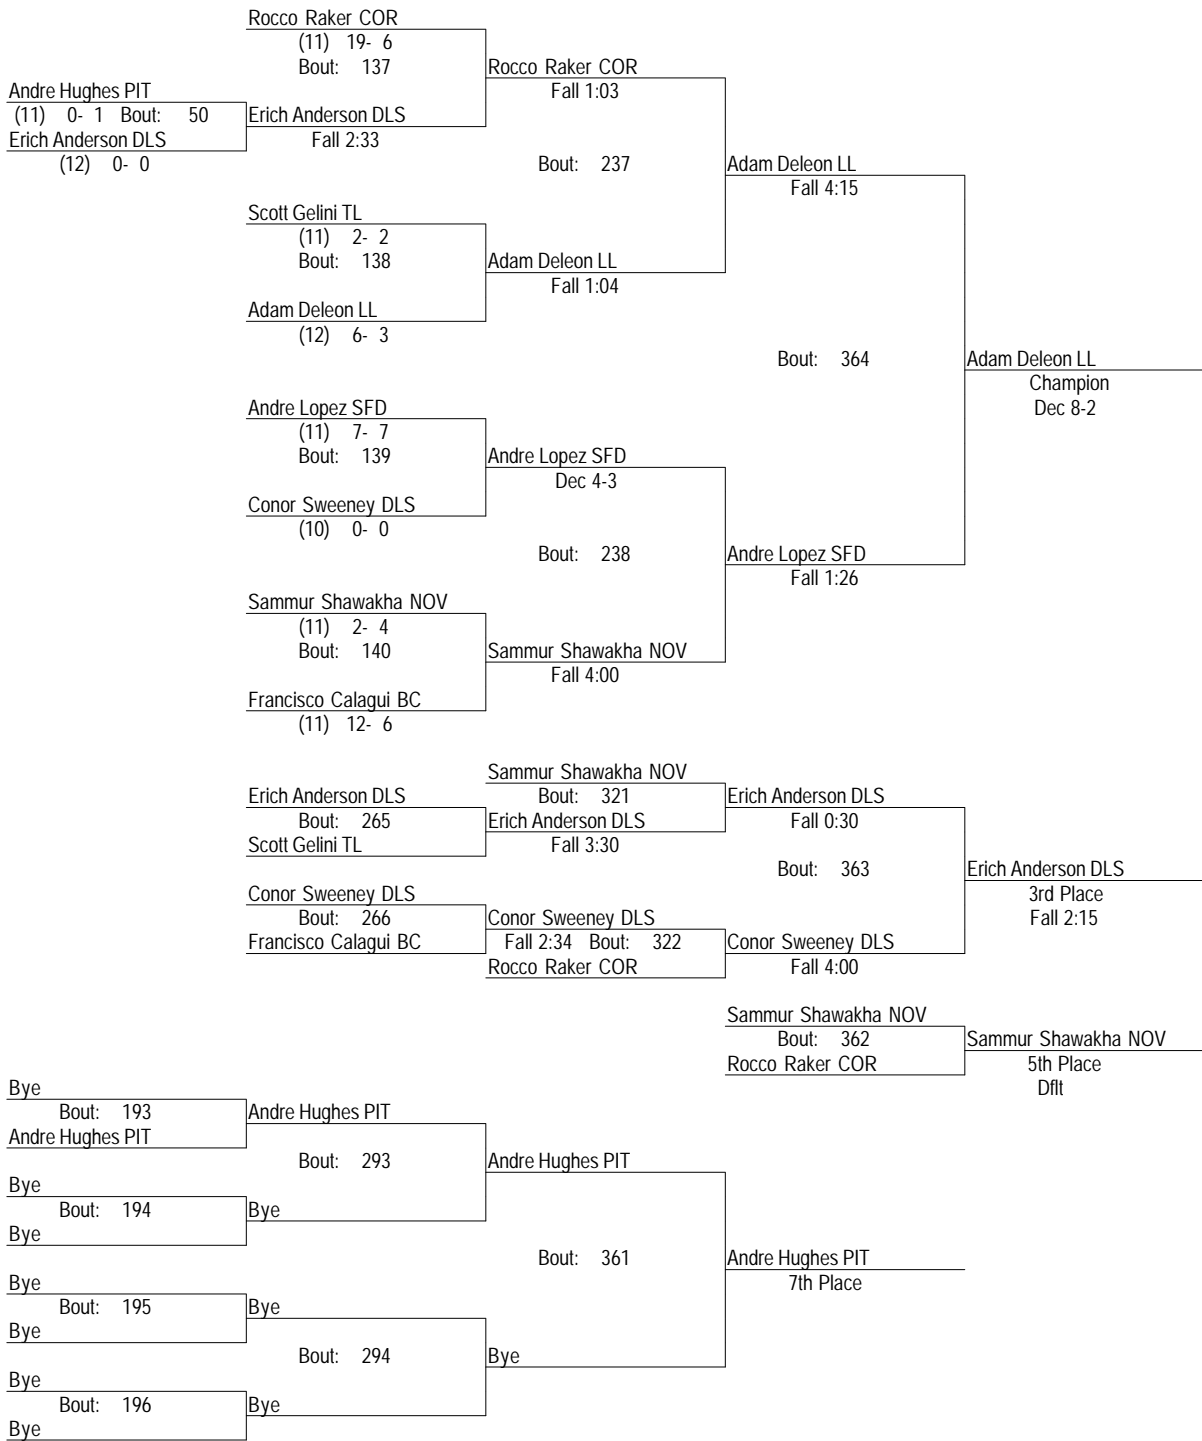 Rocco Raker COR
(11) 19- 6
Bout: 137
Rocco Raker COR
Fall 1:03
Andre Hughes PIT
(11) 0- 1 Bout: 50
Erich Anderson DLS
Erich Anderson DLS
Fall 2:33
(12) 0- 0
Bout: 237
Adam Deleon LL
Fall 4:15
Scott Gelini TL
(11) 2- 2
Bout: 138
Adam Deleon LL
Fall 1:04
Adam Deleon LL
(12) 6- 3
Bout: 364
Adam Deleon LL
Champion
Dec 8-2
Andre Lopez SFD
(11) 7- 7
Bout: 139
Andre Lopez SFD
Dec 4-3
Conor Sweeney DLS
(10) 0- 0
Bout: 238
Andre Lopez SFD
Fall 1:26
Sammur Shawakha NOV
(11) 2- 4
Bout: 140
Sammur Shawakha NOV
Fall 4:00
Francisco Calagui BC
(11) 12- 6
Sammur Shawakha NOV
Erich Anderson DLS
Bout: 321
Erich Anderson DLS
Bout: 265
Erich Anderson DLS
Fall 0:30
Scott Gelini TL
Fall 3:30
Bout: 363
Erich Anderson DLS
3rd Place
Fall 2:15
Conor Sweeney DLS
Bout: 266
Conor Sweeney DLS
Francisco Calagui BC
Fall 2:34 Bout: 322
Conor Sweeney DLS
Rocco Raker COR
Fall 4:00
Sammur Shawakha NOV
Bout: 362
Sammur Shawakha NOV
Rocco Raker COR
5th Place
Dflt
Bye
Bout: 193
Andre Hughes PIT
Andre Hughes PIT
Bout: 293
Andre Hughes PIT
Bye
Bout: 194
Bye
Bye
Bout: 361
Andre Hughes PIT
7th Place
Bye
Bout: 195
Bye
Bye
Bout: 294
Bye
Bye
Bout: 196
Bye
Bye